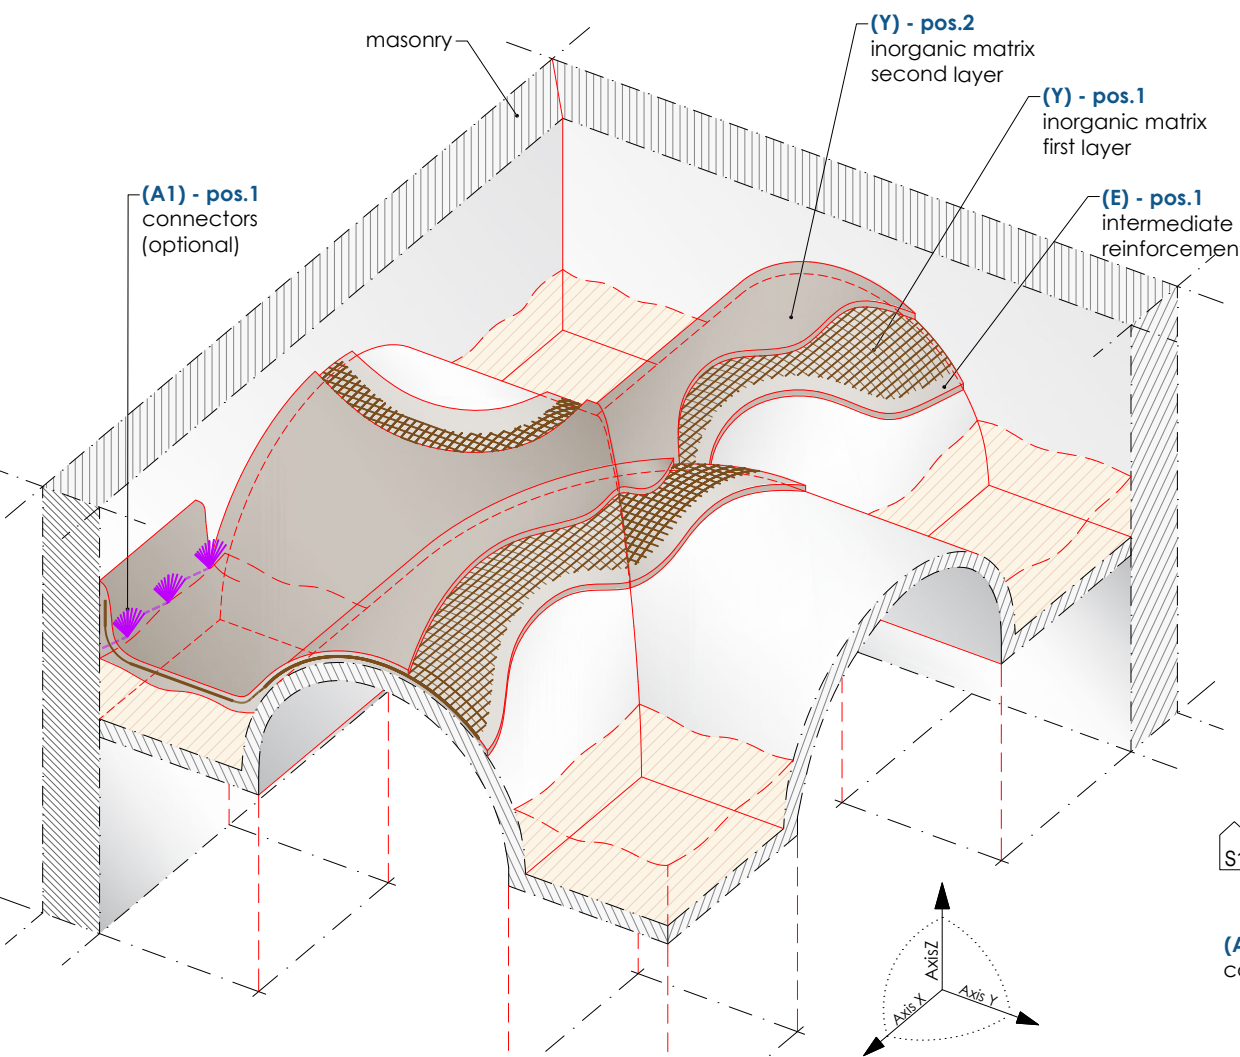 masonry
(Y) - pos.2
inorganic matrix
second layer
(Y) - pos.1
inorganic matrix
first layer
(E) - pos.1
intermediate
reinforcemen
(A1) - pos.1
connectors
(optional)
AxisZ
Axis X
Axis Y